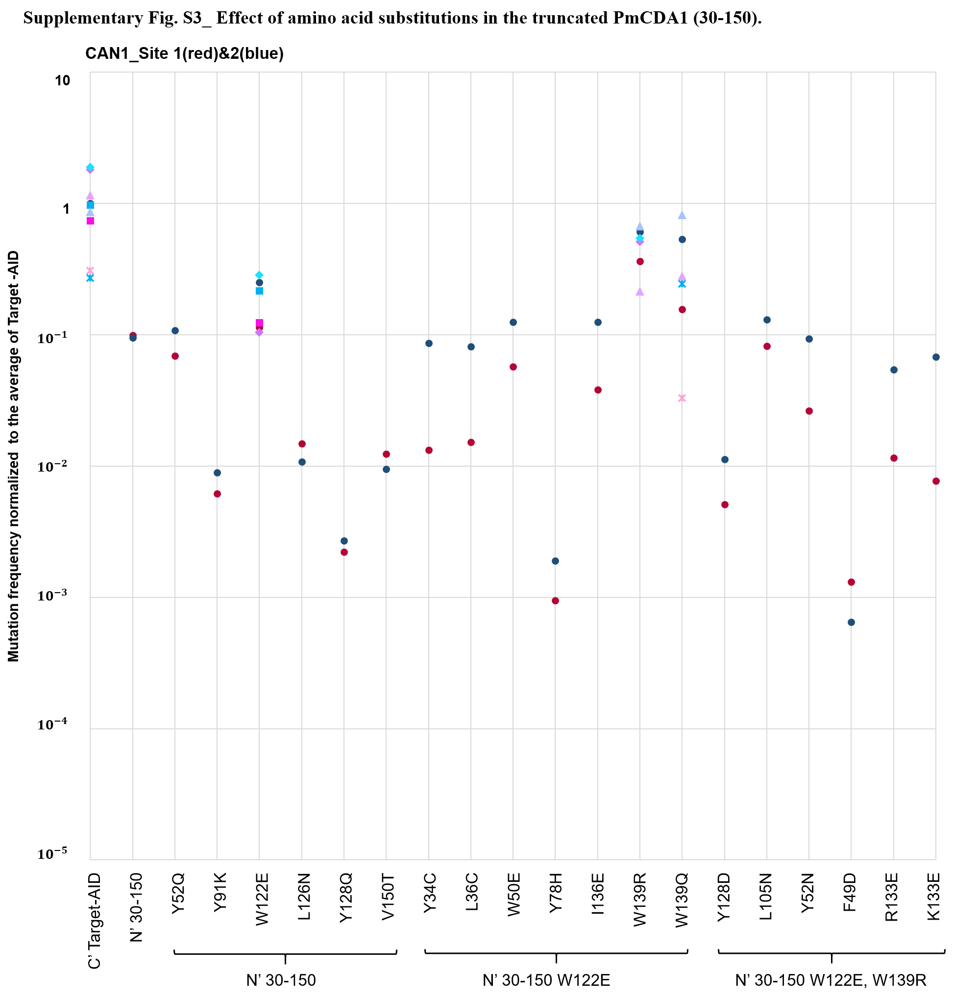 Supplementary Fig. S3_ Effect of amino acid substitutions in the truncated PmCDA1 (30-150).
CAN1_Site 1(red)&2(blue)
Mutation frequency normalized to the average of Target -AID
10
1
10⁻¹
10⁻²
10⁻³
10⁻⁴
10⁻⁵
C’ Target-AID
N’ 30-150
Y52Q
Y91K
W122E
L126N
Y128Q
V150T
Y34C
L36C
W50E
Y78H
I136E
W139R
W139Q
Y128D
L105N
Y52N
F49D
R133E
K133E
N’ 30-150
N’ 30-150 W122E
N’ 30-150 W122E, W139R